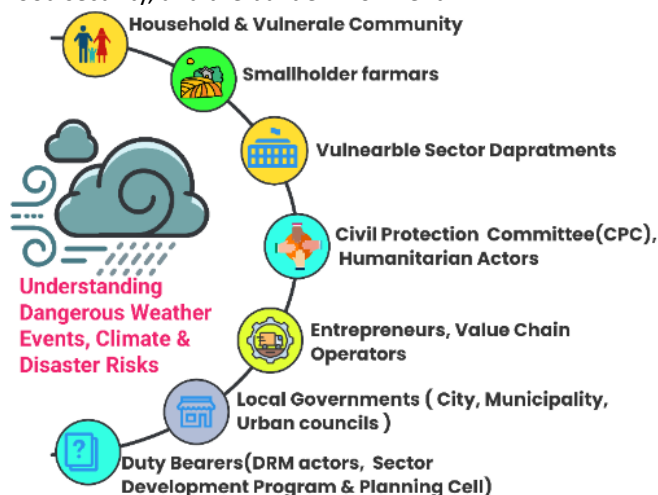 Household & Vulnerale Community
Smallholder farmars
Vulnearble Sector Dapratments
Civil Protection Committee(CPC),
Humanitarian Actors
Understanding
Dangerous Weather
Events, Climate &
Disaster Risks
Entrepreneurs, Value Chain
Operators
Local Governments ( City, Municipality,
Urban councils )
?
Duty Bearers(DRM actors, Sector
Development Program & Planning Cell)